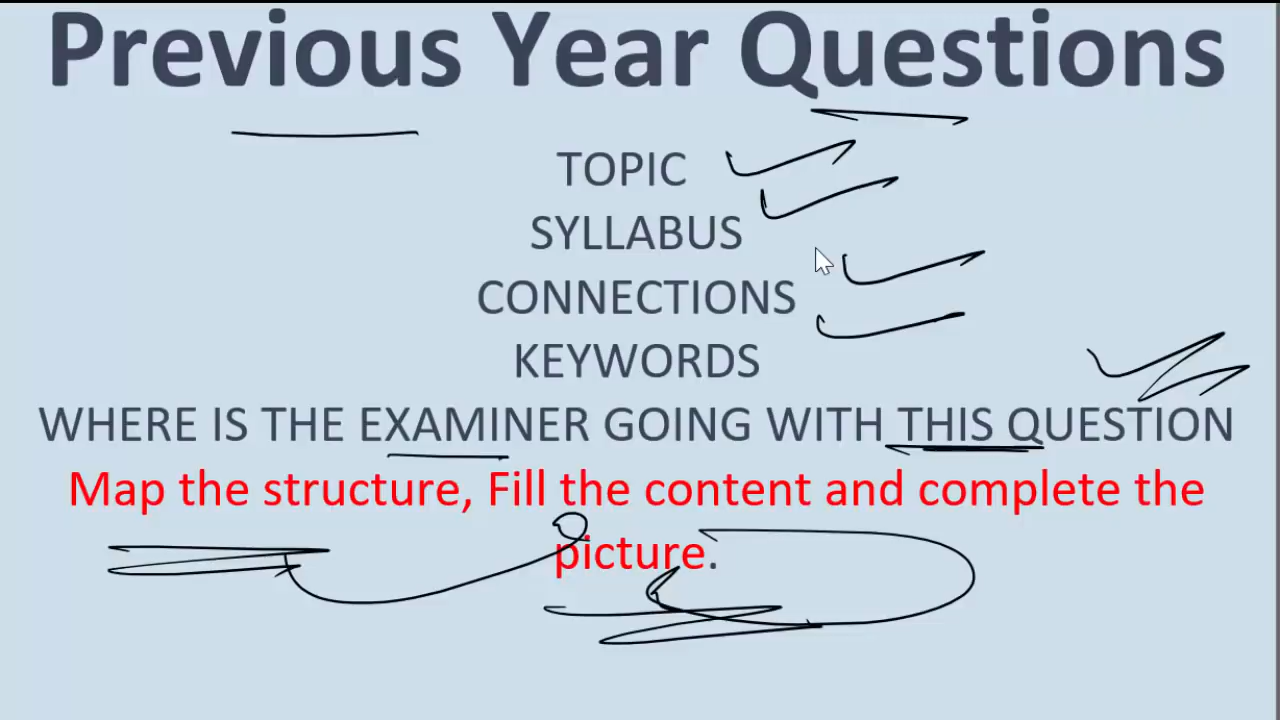 Previous Year Questions
TOPIC
SYLLABUS
CONNECTIONS
KEYWORDS
WHERE IS THE EXAMINER GOING WITH THIS QUESTION
Map the structure, Fill the content and complete the
picture.